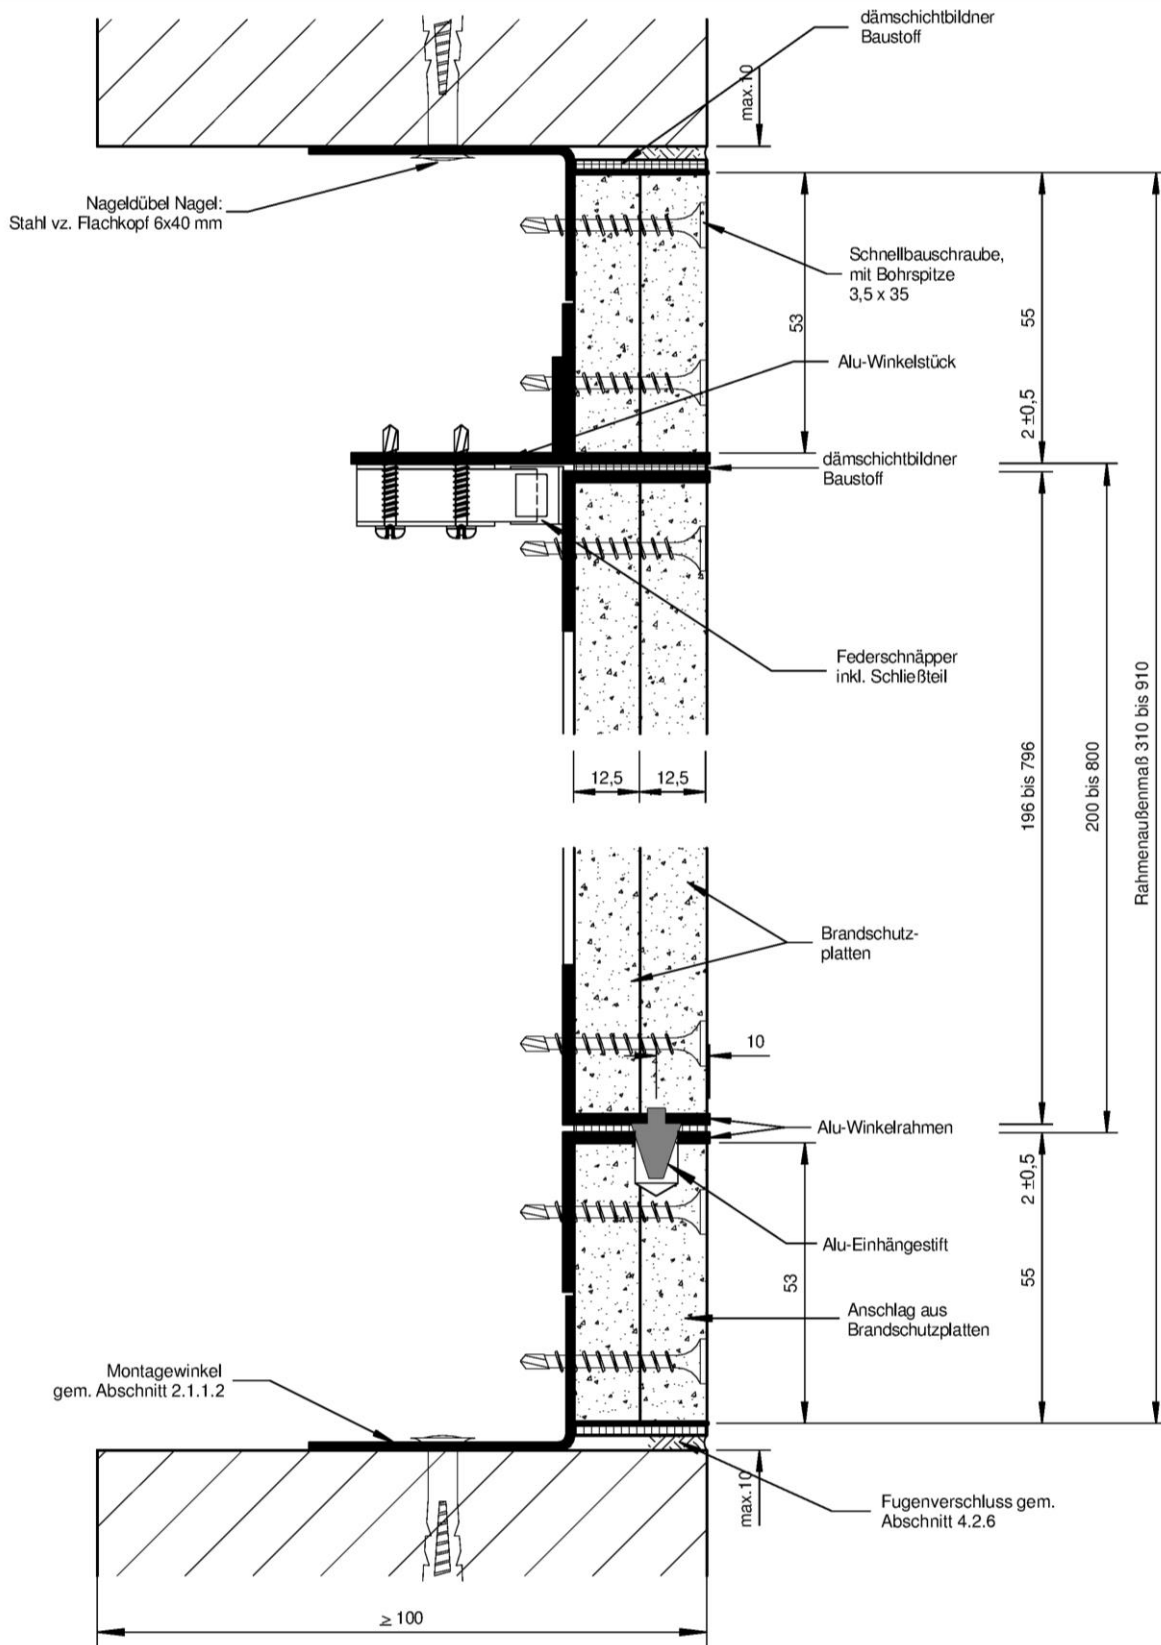 dämschichtbildner
Baustoff
max.10
Nageldübel Nagel:
Stahl vz. Flachkopf 6x40 mm
Schnellbauschraube,
mit Bohrspitze
3,5 x 35
53
55
Alu-Winkelstück
2 ±0,5
dämschichtbildner
Baustoff
Federschnäpper
inkl. Schließteil
12,5
12,5
196 bis 796
200 bis 800
Rahmenaußenmaß 310 bis 910
Brandschutz-
platten
10
Alu-Winkelrahmen
2 ±0,5
Alu-Einhängestift
53
55
Anschlag aus
Brandschutzplatten
Montagewinkel
gem. Abschnitt 2.1.1.2
max.10
Fugenverschluss gem.
Abschnitt 4.2.6
≥ 100